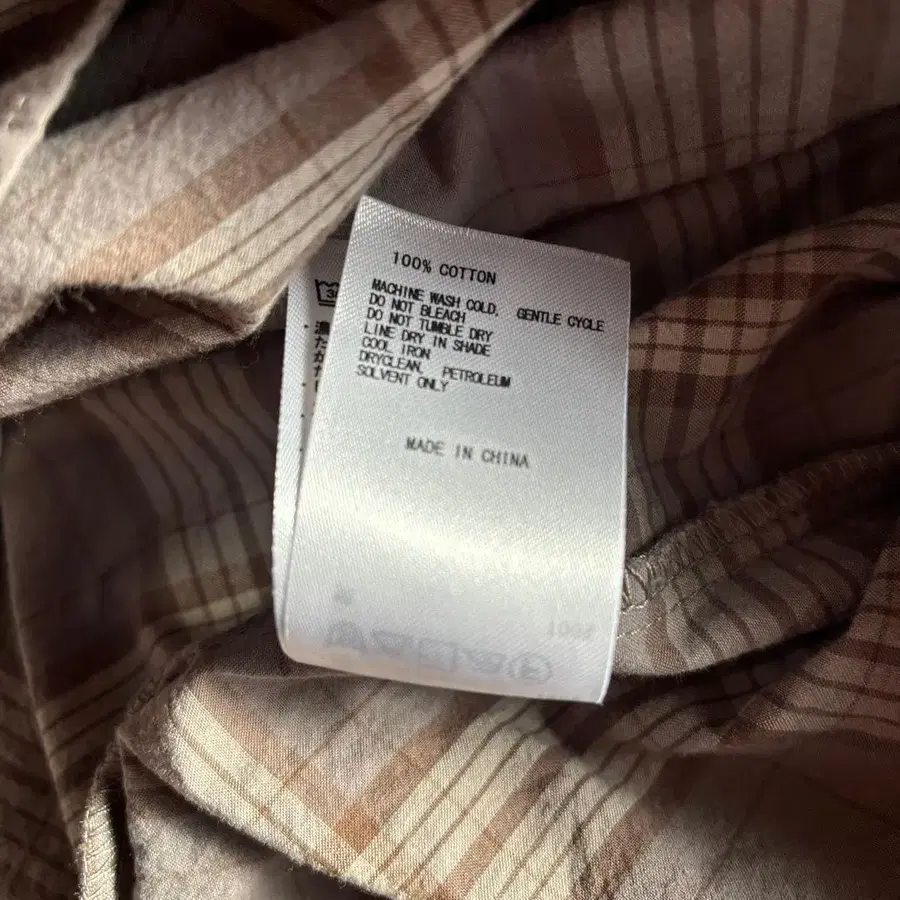 100% COTTON
MACHINE WASH COLD, GENTLE CYCLE
DO NOT BLEACH
DO NOT TUMBLE DRY
LINE DRY IN SHADE
COOL IRON
DRYCLEAN, PETROLEUM
SOLVENT ONLY
MADE IN CHINA